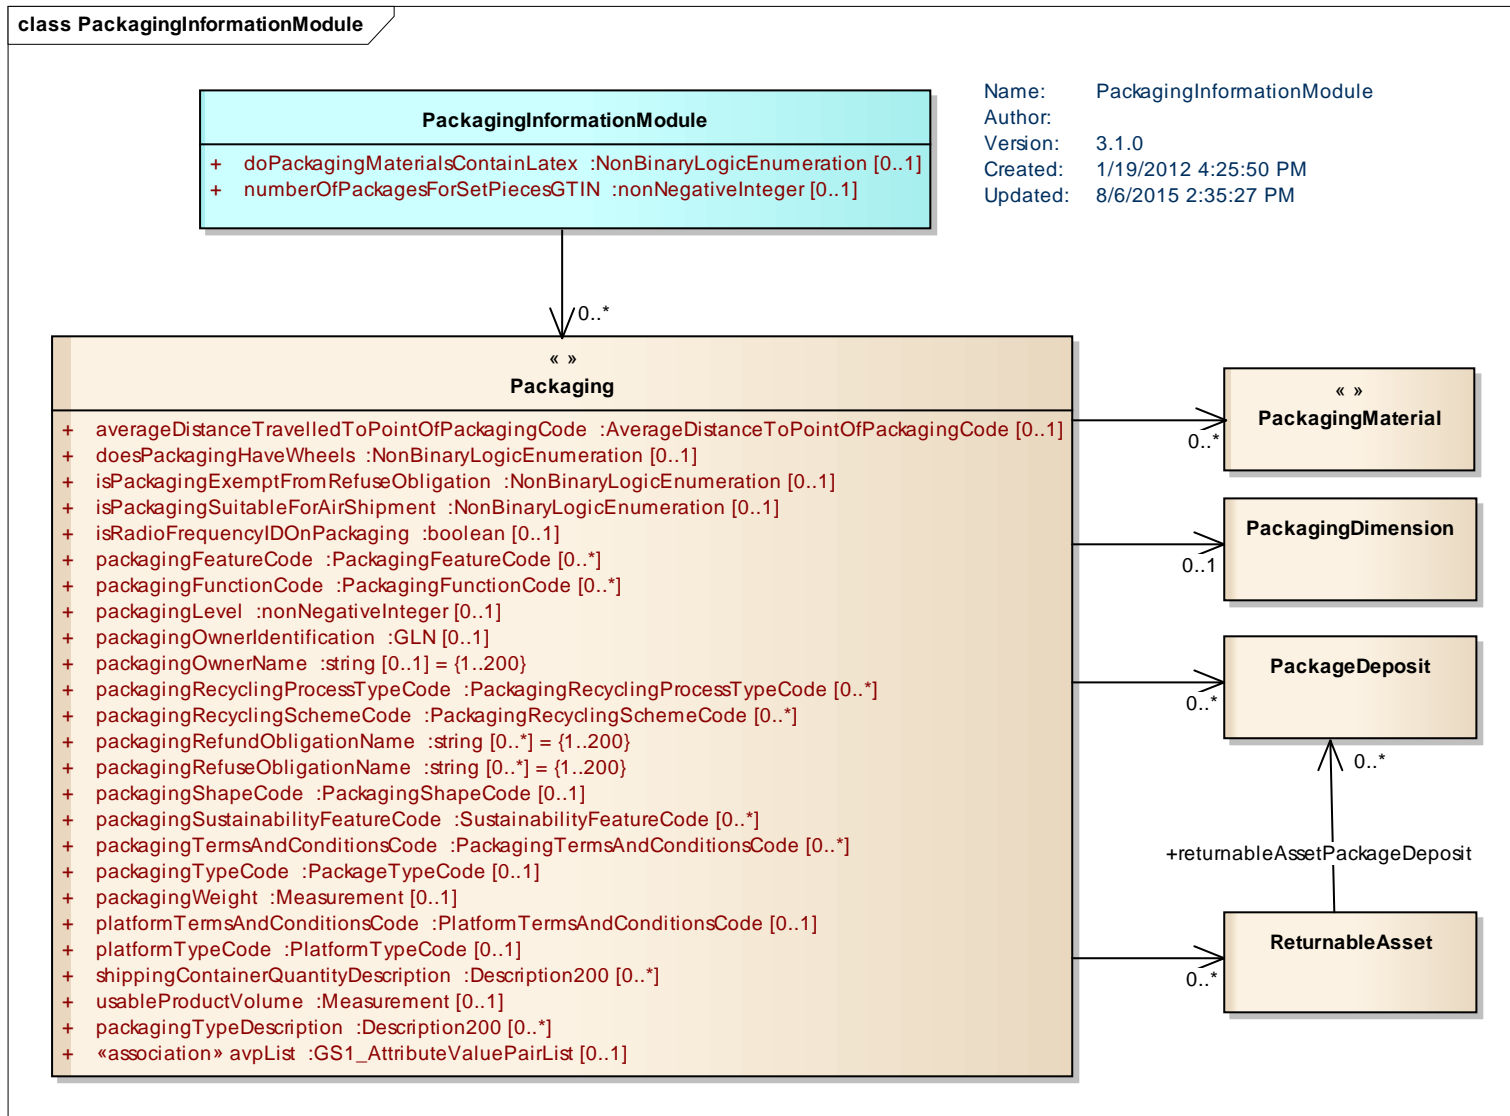 class PackagingInformationModule
PackagingInformationModule
+ doPackagingMaterialsContainLatex :NonBinaryLogicEnumeration [0..1]
+ numberOfPackagesForSetPiecesGTIN :nonNegativeInteger [0..1]
Name: PackagingInformationModule
Author:
Version: 3.1.0
Created: 1/19/2012 4:25:50 PM
Updated: 8/6/2015 2:35:27 PM
0..*
« »
Packaging
+ averageDistanceTravelledToPointOfPackagingCode :AverageDistanceToPointOfPackagingCode [0..1]
+ doesPackagingHaveWheels :NonBinaryLogicEnumeration [0..1]
+ isPackagingExemptFromRefuseObligation :NonBinaryLogicEnumeration [0..1]
+ isPackagingSuitableForAirShipment :NonBinaryLogicEnumeration [0..1]
+ isRadioFrequencyIDOnPackaging :boolean [0..1]
+ packagingFeatureCode :PackagingFeatureCode [0..*]
+ packagingFunctionCode :PackagingFunctionCode [0..*]
+ packagingLevel :nonNegativeInteger [0..1]
+ packagingOwnerIdentification :GLN [0..1]
+ packagingOwnerName :string [0..1] = {1..200}
+ packagingRecyclingProcessTypeCode :PackagingRecyclingProcessTypeCode [0..*]
+ packagingRecyclingSchemeCode :PackagingRecyclingSchemeCode [0..*]
+ packagingRefundObligationName :string [0..*] = {1..200}
+ packagingRefuseObligationName :string [0..*] = {1..200}
+ packagingShapeCode :PackagingShapeCode [0..1]
+ packagingSustainabilityFeatureCode :SustainabilityFeatureCode [0..*]
+ packagingTermsAndConditionsCode :PackagingTermsAndConditionsCode [0..*]
+ packagingTypeCode :PackageTypeCode [0..1]
+ packagingWeight :Measurement [0..1]
+ platformTermsAndConditionsCode :PlatformTermsAndConditionsCode [0..1]
+ platformTypeCode :PlatformTypeCode [0..1]
+ shippingContainerQuantityDescription :Description200 [0..*]
+ usableProductVolume :Measurement [0..1]
+ packagingTypeDescription :Description200 [0..*]
+ «association» avpList :GS1_AttributeValuePairList [0..1]
« »
PackagingMaterial
0..*
PackagingDimension
0..1
PackageDeposit
0..*
0..*
+returnableAssetPackageDeposit
ReturnableAsset
0..*